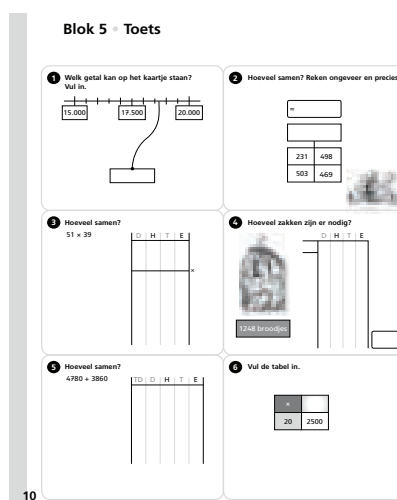 Blok 5 • Toets
1 Welk getal kan op het kaartje staan?
Vul in.
15.000 17.500 20.000
2 Hoeveel samen? Reken ongeveer en precies
≈
231 498
503 469
3 Hoeveel samen?
51 × 39
D H T E
×
4 Hoeveel zakken zijn er nodig?
D H T E
1248 broodjes
5 Hoeveel samen?
4780 + 3860
TD D H T E
6 Vul de tabel in.
×
20 2500
10